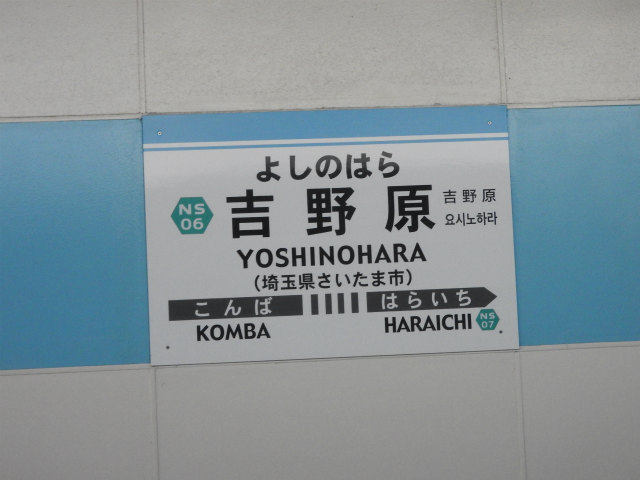 よしのはら
NS 06 吉野原 吉野原
요시노하라
YOSHINOHARA
(埼玉県さいたま市)
こんば はらいち
KOMBA HARAICHI NS 07